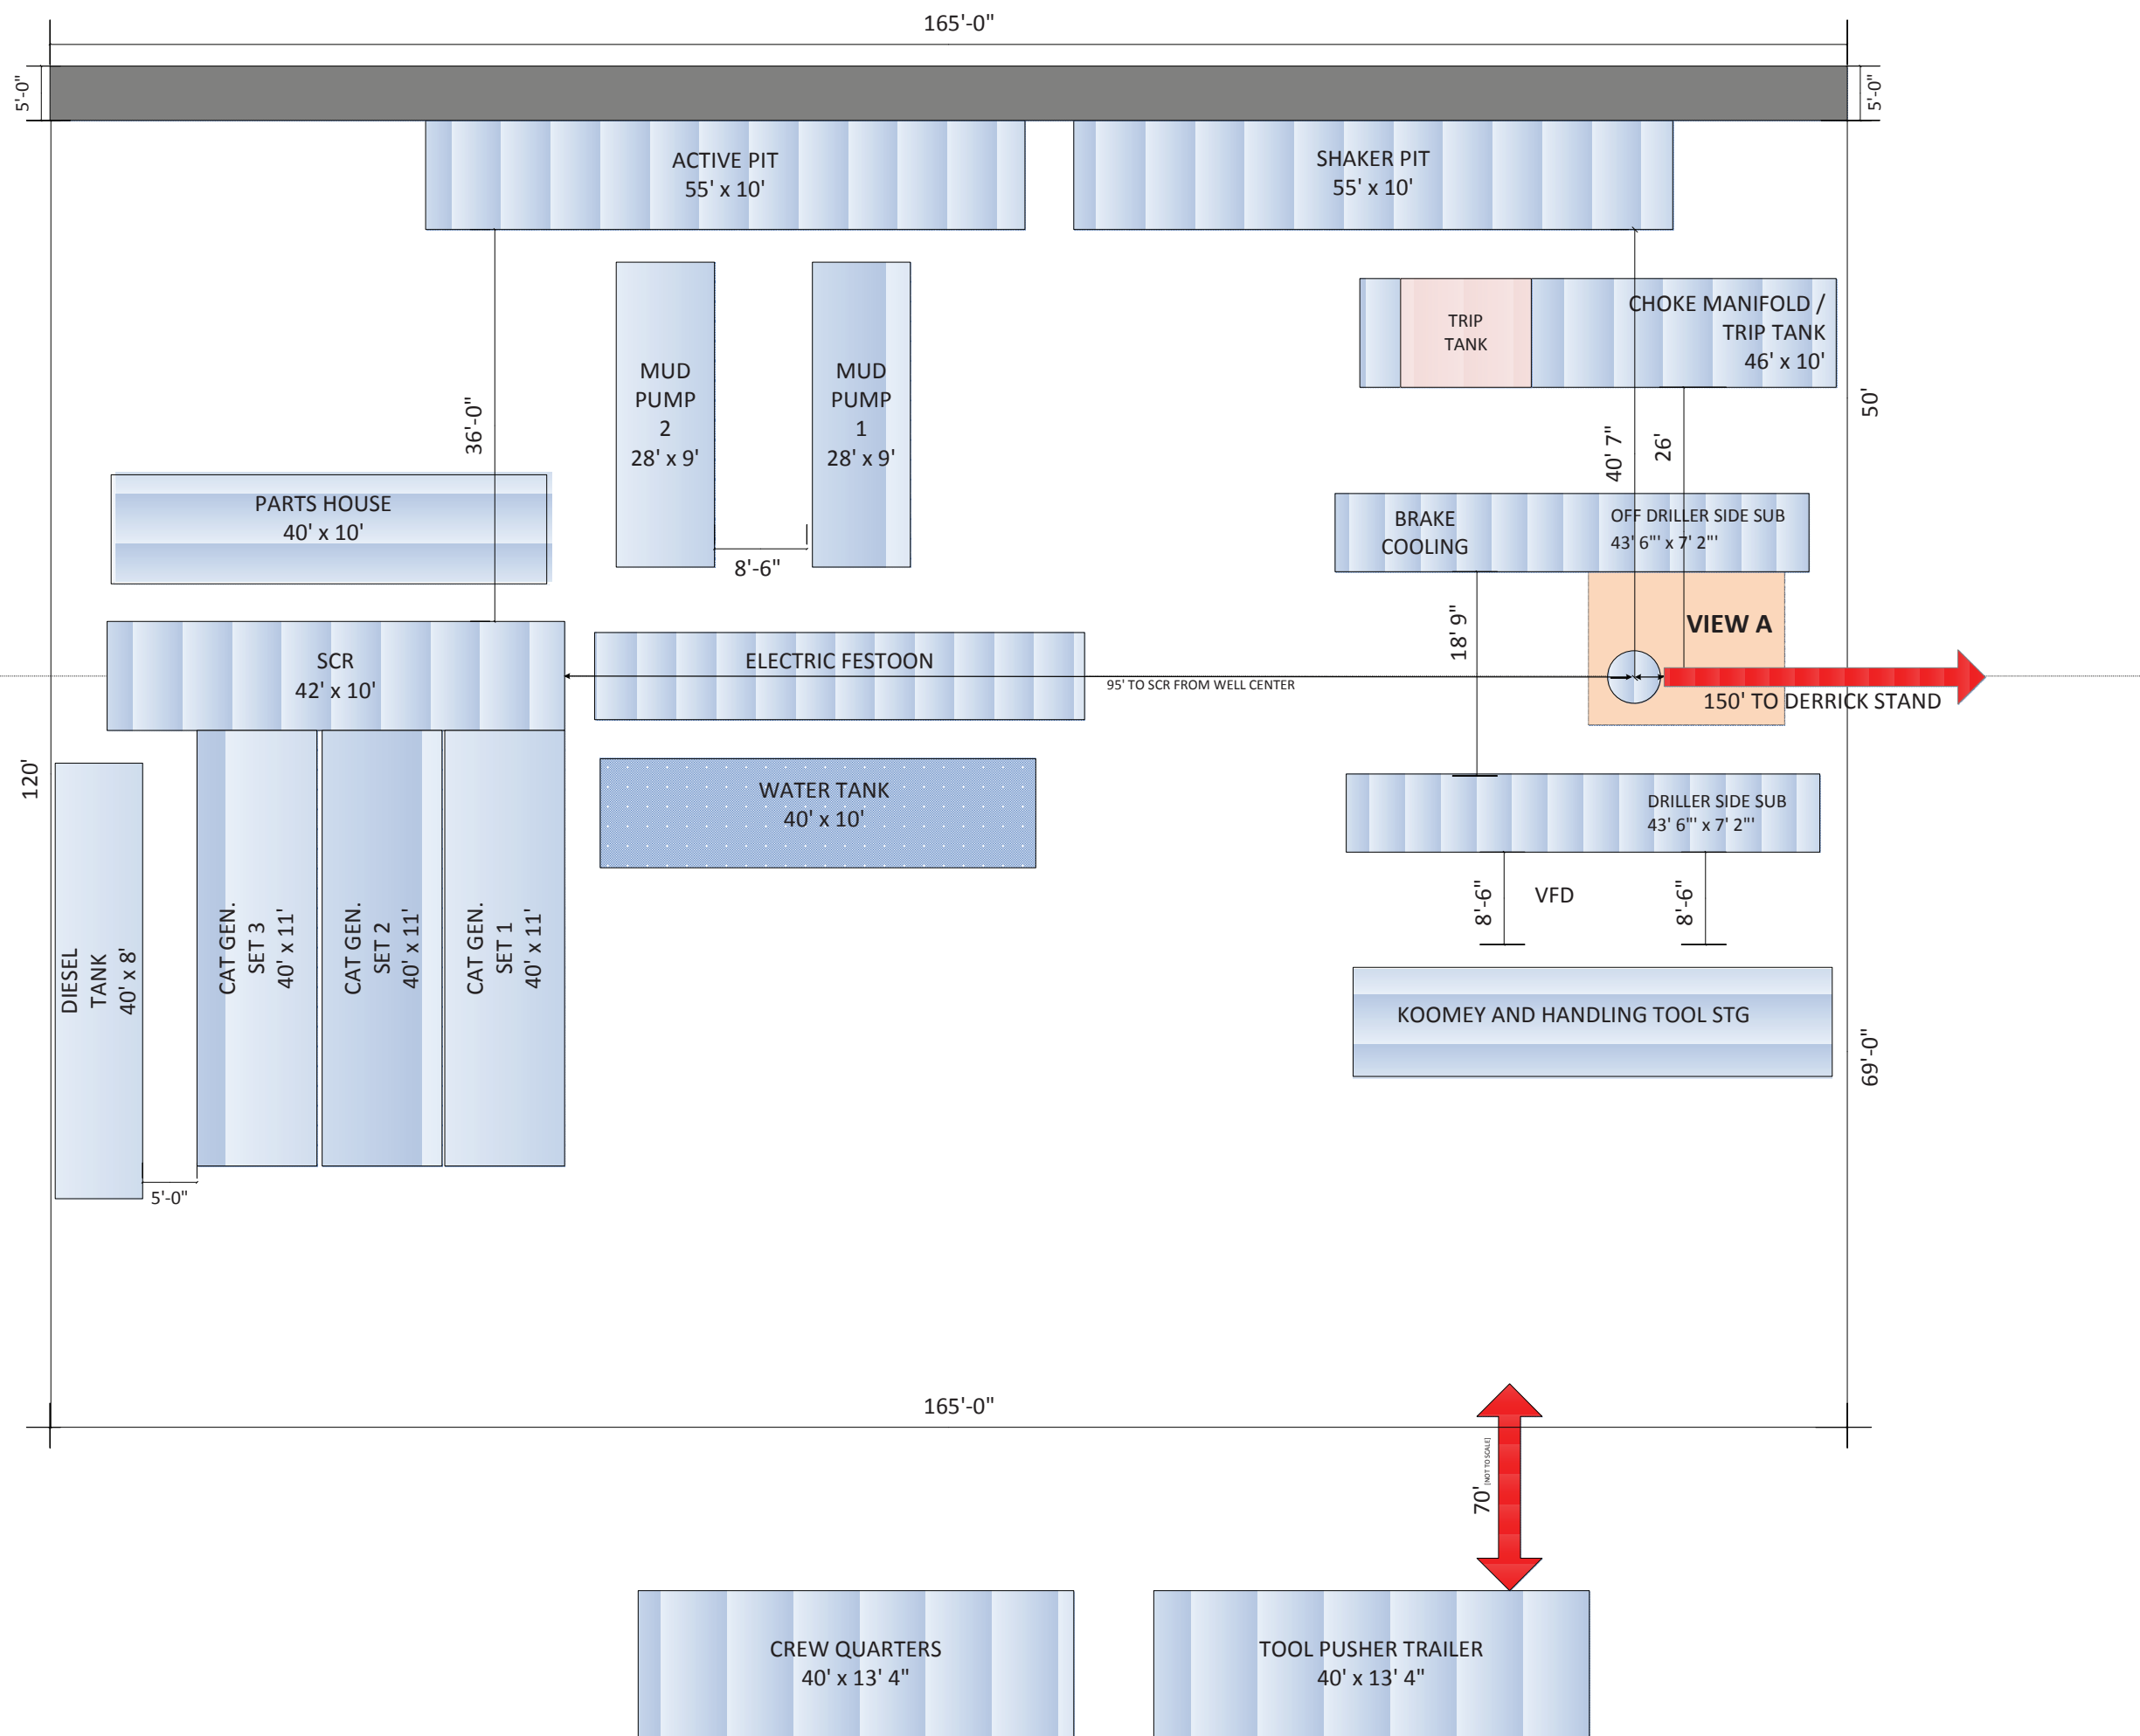 165'-0"
5'-0"
5'-0"
ACTIVE PIT
55' x 10'
SHAKER PIT
55' x 10'
TRIP
TANK
CHOKE MANIFOLD /
TRIP TANK
46' x 10'
MUD
PUMP
2
28' x 9'
MUD
PUMP
1
28' x 9'
36'-0"
50'
40' 7"
26'
PARTS HOUSE
40' x 10'
8'-6"
BRAKE
COOLING
OFF DRILLER SIDE SUB
43' 6"' x 7' 2"'
18' 9"
VIEW A
SCR
42' x 10'
ELECTRIC FESTOON
95' TO SCR FROM WELL CENTER
150' TO DERRICK STAND
120'
WATER TANK
40' x 10'
DRILLER SIDE SUB
43' 6"' x 7' 2"'
8'-6"
VFD
8'-6"
DIESEL
TANK
40' x 8'
CAT GEN.
SET 3
40' x 11'
CAT GEN.
SET 2
40' x 11'
CAT GEN.
SET 1
40' x 11'
KOOMEY AND HANDLING TOOL STG
69'-0"
5'-0"
165'-0"
70'
[NOT TO SCALE]
CREW QUARTERS
40' x 13' 4"
TOOL PUSHER TRAILER
40' x 13' 4"